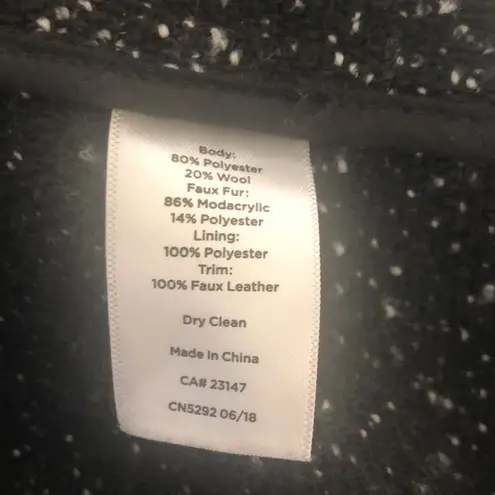 Body:
80% Polyester
20% Wool
Faux Fur:
86% Modacrylic
14% Polyester
Lining:
100% Polyester
Trim:
100% Faux Leather
Dry Clean
Made In China
CA# 23147
CN5292 06/18